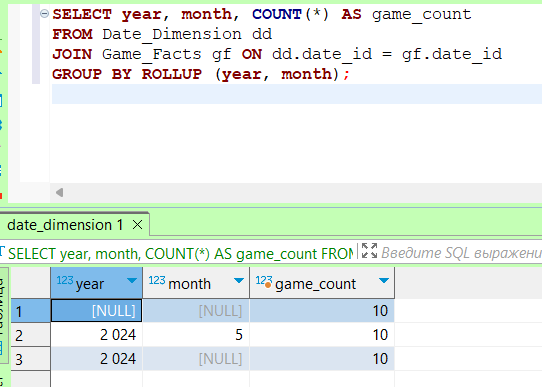 SELECT year, month, COUNT(*) AS game_count
FROM Date_Dimension dd
JOIN Game_Facts gf ON dd.date_id = gf.date_id
GROUP BY ROLLUP (year, month);
date_dimension 1
SELECT year, month, COUNT(*) AS game_count FROM
Введите SQL выражени
123 year 123 month 123 game_count
1 [NULL] [NULL] 10
2 2 024 5 10
3 2 024 [NULL] 10